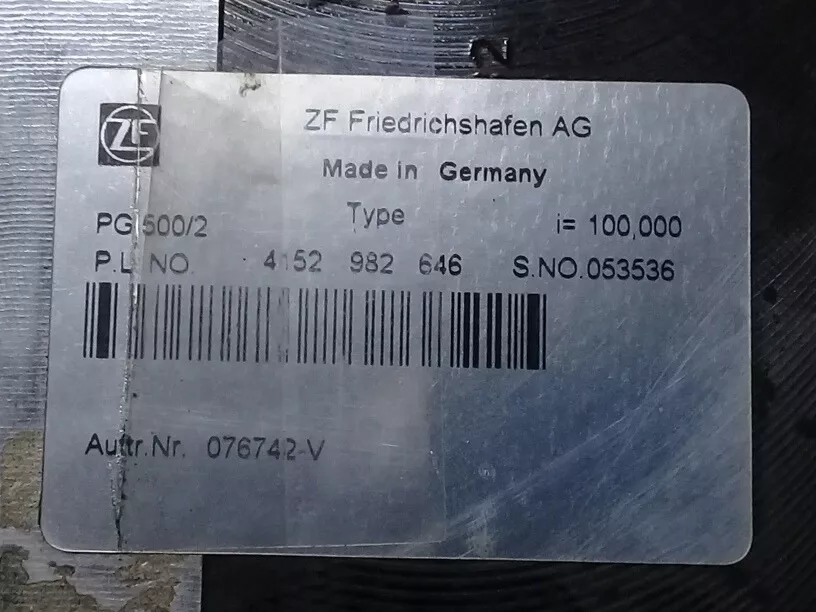 2
ZF
ZF Friedrichshafen AG
Made in Germany
Type
PG 500/2 i= 100,000
P.L NO. 4152 982 646 S.NO.053536
Auftr.Nr. 076742-V